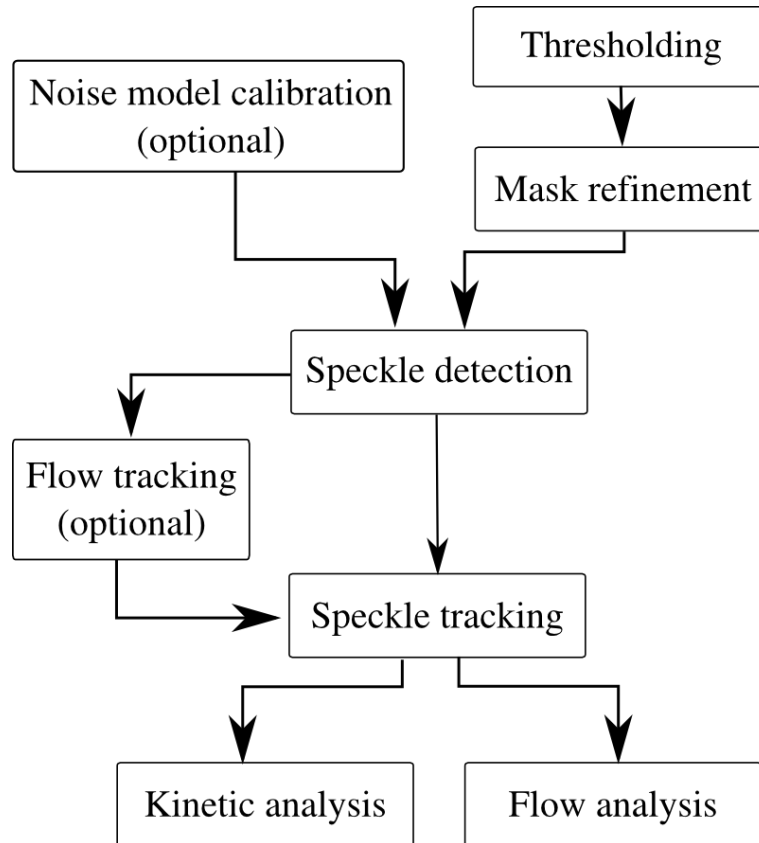 Thresholding
Noise model calibration
(optional)
Mask refinement
Speckle detection
Flow tracking
(optional)
Speckle tracking
Kinetic analysis
Flow analysis